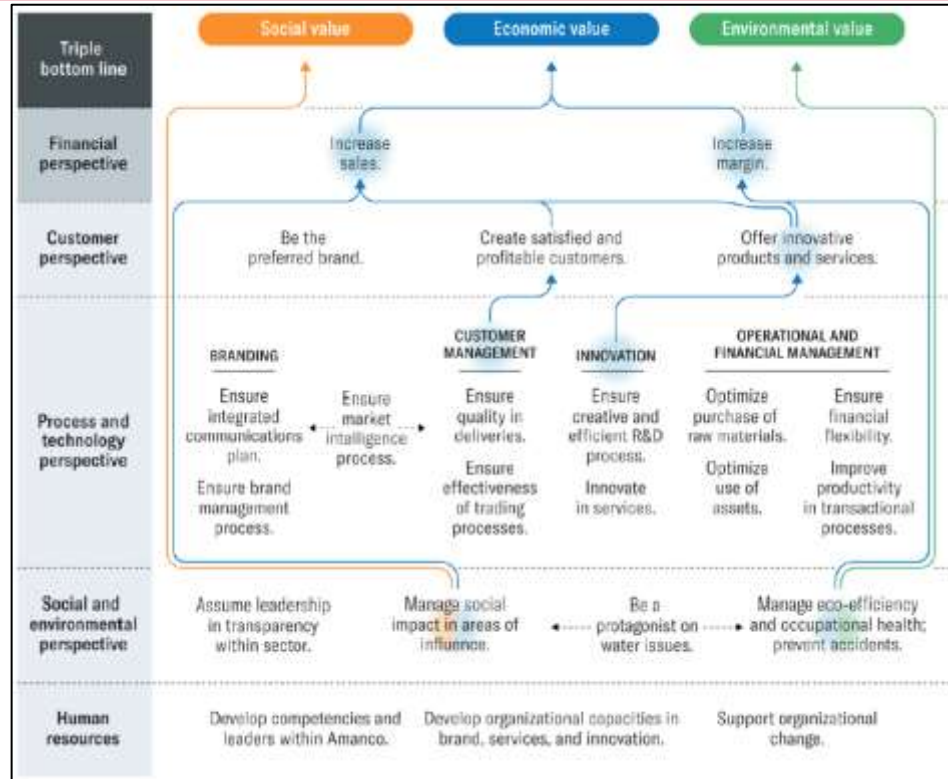 Triple
bottom line
Social value
Economic value
Environmental value
Financial
perspective
Increase
sales.
Increase
margin.
Customer
perspective
Be the
preferred brand.
Create satisfied and
profitable customers.
Offer innovative
products and services.
Process and
technology
perspective
BRANDING
Ensure
integrated
communications
plan.
Ensure brand
management
process.
Ensure
market
intelligence
process.
CUSTOMER
MANAGEMENT
Ensure
quality in
deliveries.
Ensure
effectiveness
of trading
processes.
INNOVATION
Ensure
creative and
efficient R&D
process.
Innovate
in services.
OPERATIONAL AND
FINANCIAL MANAGEMENT
Optimize
purchase of
raw materials.
Optimize
use of
assets.
Ensure
financial
flexibility.
Improve
productivity
in transactional
processes.
Social and
environmental
perspective
Assume leadership
in transparency
within sector.
Manage social
impact in areas of
influence.
Be a
protagonist on
water issues.
Manage eco-efficiency
and occupational health;
prevent accidents.
Human
resources
Develop competencies and
leaders within Amanco.
Develop organizational capacities in
brand, services, and innovation.
Support organizational
change.